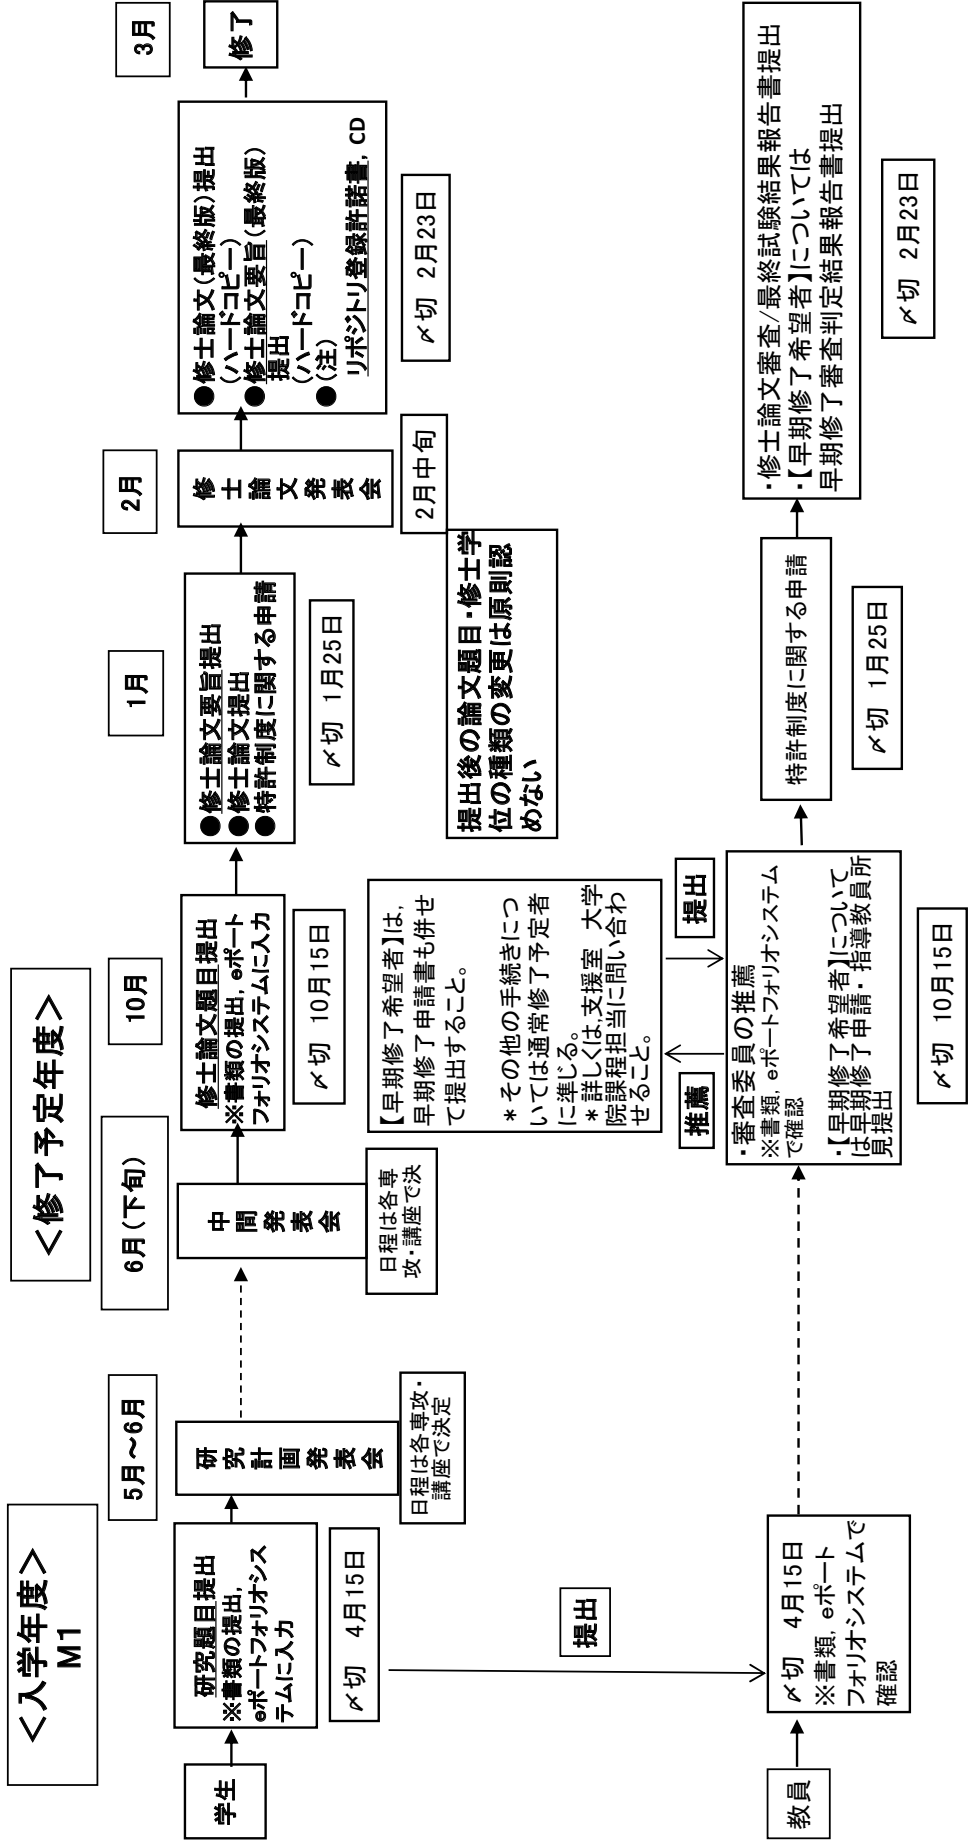 ＜入学年度＞
M1
＜修了予定年度＞
5月～6月
6月（下旬）
10月
1月
2月
3月
学生
研究題目提出
※書類の提出，
eポートフォリオシス
テムに入力
〆切　4月15日
研究計画発表会
日程は各専攻・
講座で決定
中間発表会
日程は各専
攻・講座で決
修士論文題目提出
※書類の提出，eポート
フォリオシステムに入力
〆切　10月15日
●修士論文要旨提出
●修士論文提出
●特許制度に関する申請
〆切　1月25日
修士論文発表会
2月中旬
●修士論文（最終版）提出
（ハードコピー）
●修士論文要旨（最終版）
提出
（ハードコピー）
●（注）
リポジトリ登録許諾書，CD
〆切　2月23日
修了
提出後の論文題目・修士学
位の種類の変更は原則認
めない
【早期修了希望者】は，
早期修了申請書も併せ
て提出すること。
＊その他の手続きにつ
いては通常修了予定者
に準じる。
＊詳しくは，支援室　大学
院課程担当に問い合わ
せること。
提出
推薦
提出
教員
〆切　4月15日
※書類，eポート
フォリオシステムで
確認
・審査委員の推薦
※書類，eポートフォリオシステム
で確認
・【早期修了希望者】について
は早期修了申請・指導教員所
見提出
〆切　10月15日
特許制度に関する申請
〆切　1月25日
・修士論文審査/最終試験結果報告書提出
・【早期修了希望者】については
早期修了審査判定結果報告書提出
〆切　2月23日